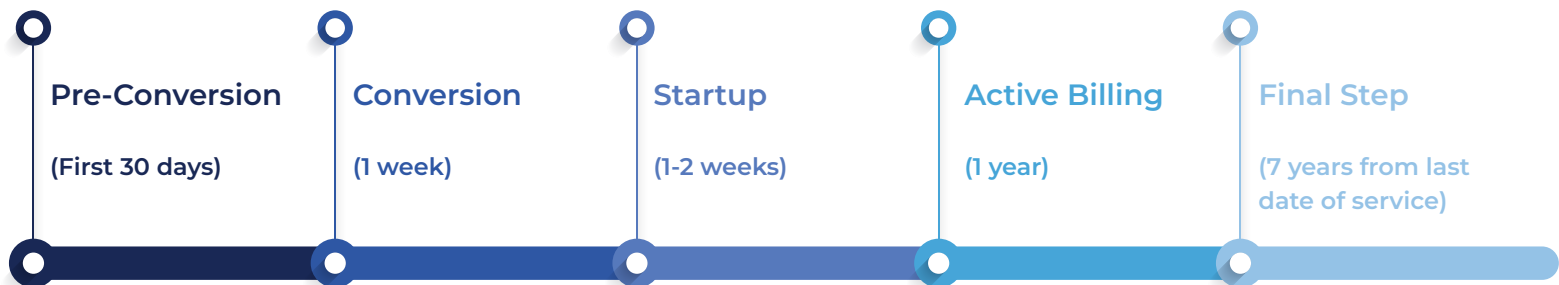 Pre-Conversion
(First 30 days)
Conversion
(1 week)
Startup
(1-2 weeks)
Active Billing
(1 year)
Final Step
(7 years from last
date of service)